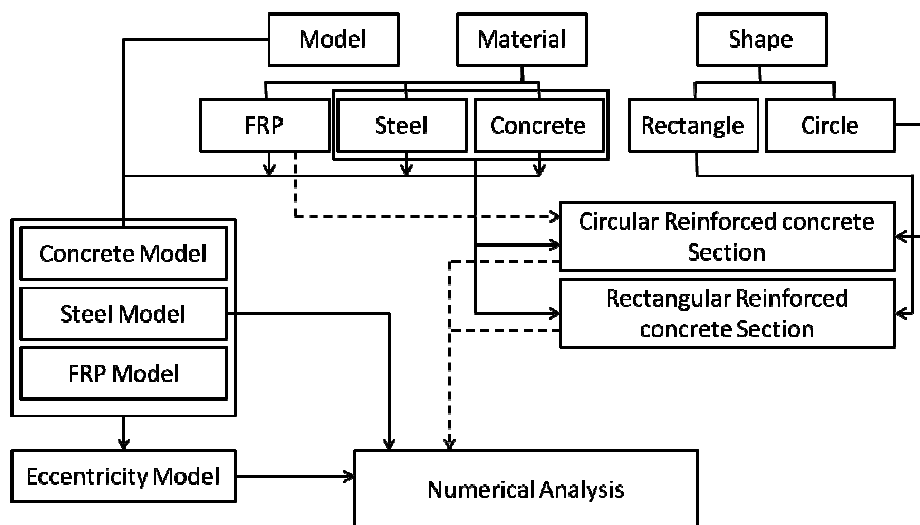 Model
Material
Shape
FRP
Steel
Concrete
Rectangle
Circle
Circular Reinforced concrete
Section
Rectangular Reinforced
concrete Section
Concrete Model
Steel Model
FRP Model
Eccentricity Model
Numerical Analysis